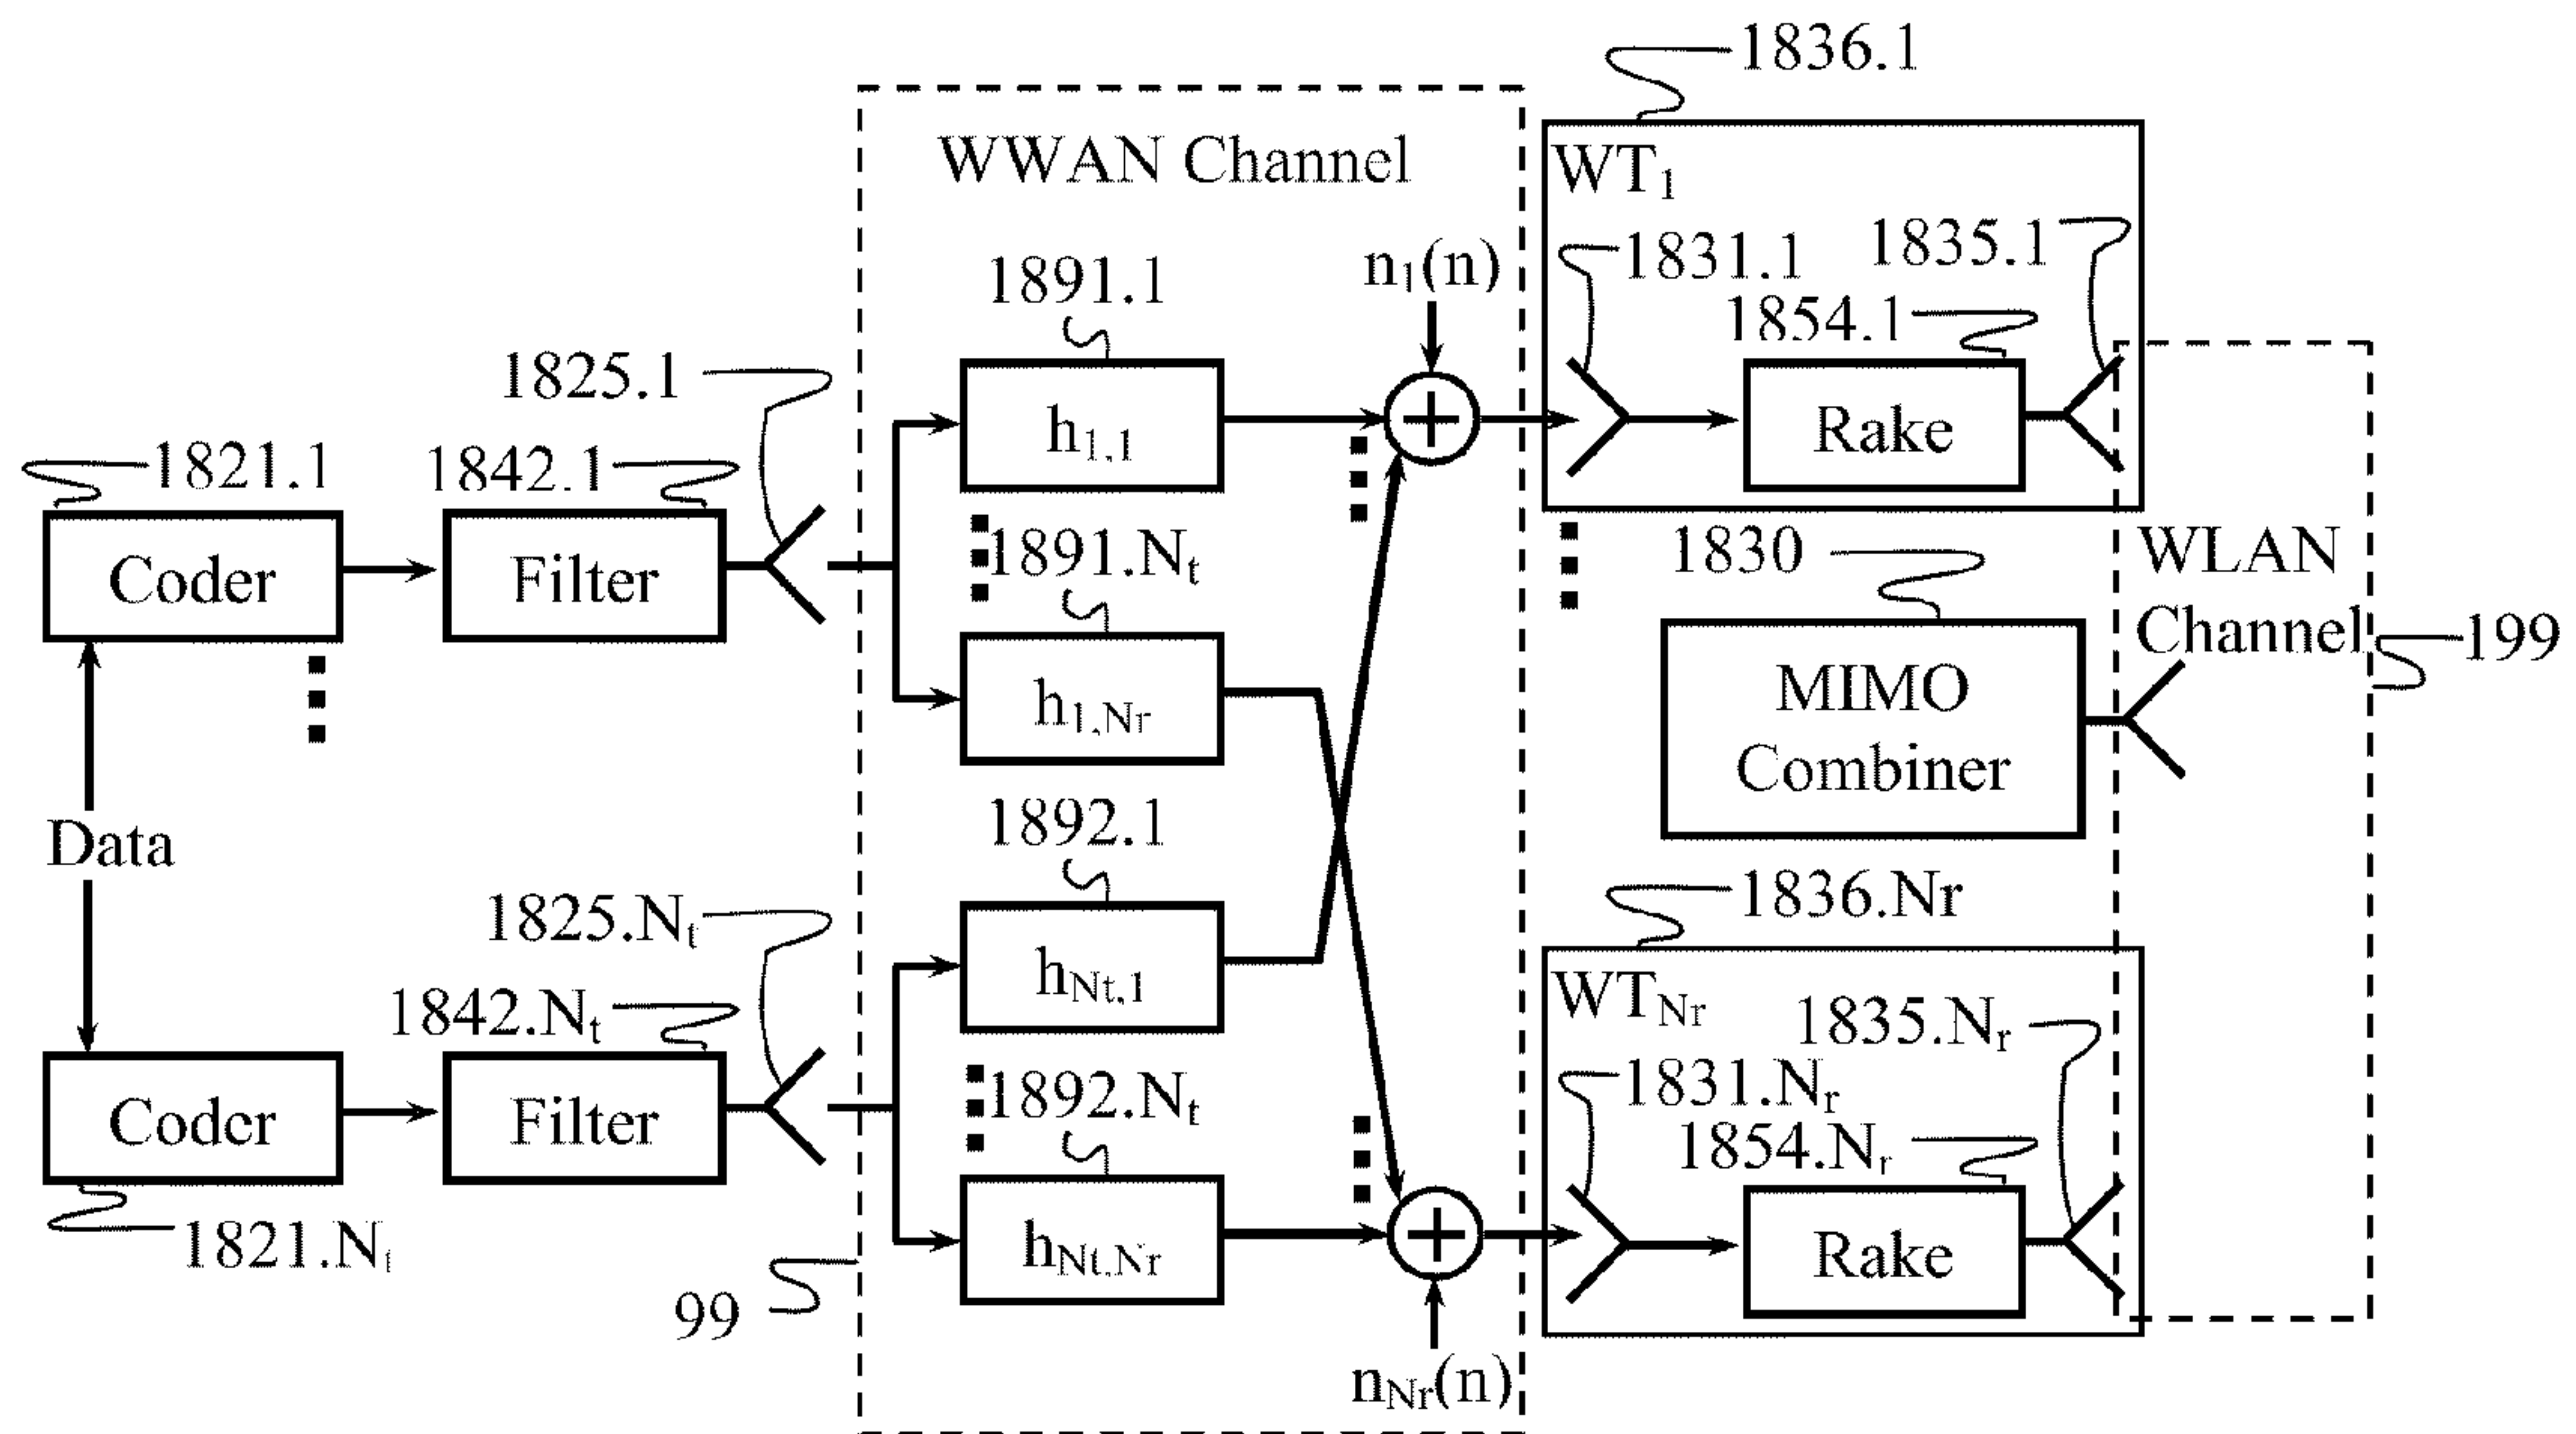 1836.1
WWAN Channel
WT1
1831.1
1835.1
n1(n)
1891.1
1854.1
1825.1
h1,1
Rake
1821.1
1842.1
1891.Nt
1830
WLAN
Channel
199
Coder
Filter
h1,Nr
MIMO
Combiner
Data
1892.1
1836.Nr
1825.Nt
hNt,1
WTNr
1835.Nr
1842.Nt
1892.Nt
1831.Nr
1854.Nr
Coder
Filter
1821.Nt
hNt,Nr
Rake
99
nNr(n)